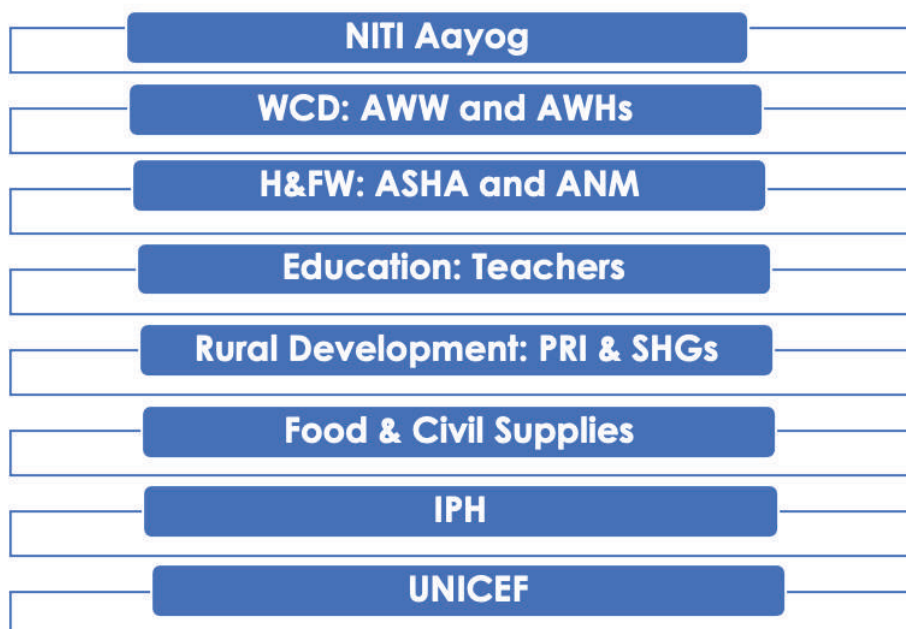 NITI Aayog
WCD: AWW and AWHs
H&FW: ASHA and ANM
Education: Teachers
Rural Development: PRI & SHGs
Food & Civil Supplies
IPH
UNICEF